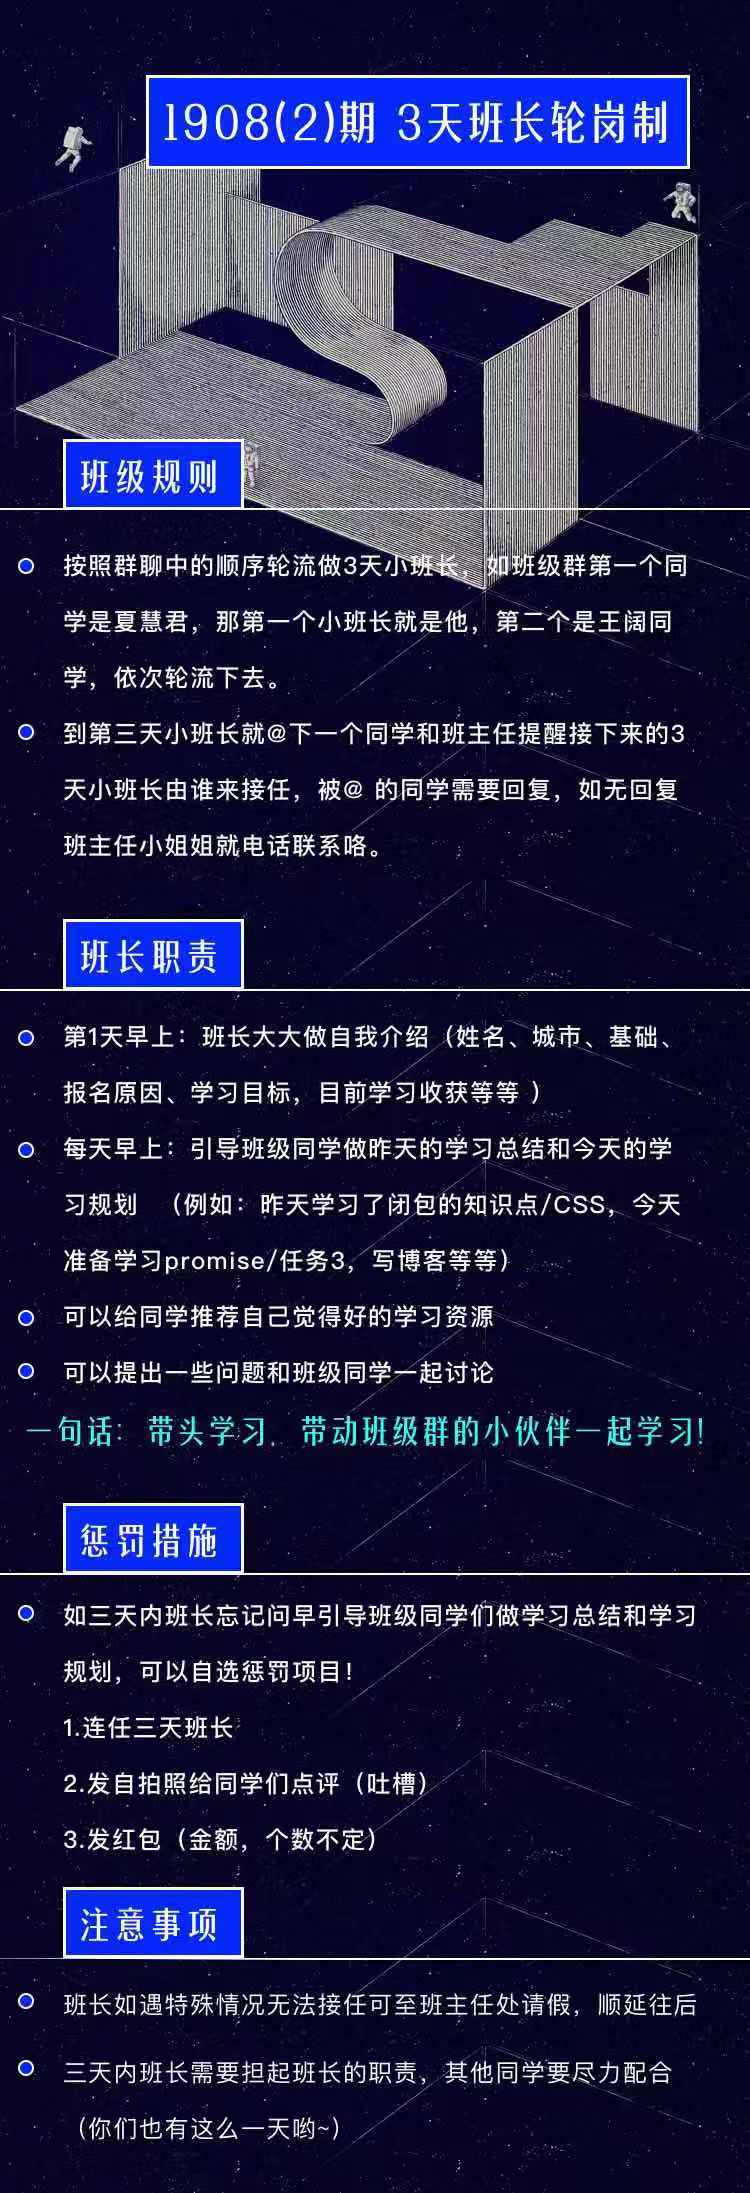 1908(2)期 3天班长轮岗制
班级规则
按照群聊中的顺序轮流做3天小班长，如班级群第一个同
学是夏慧君，那第一个小班长就是他，第二个是王阔同
学，依次轮流下去。
到第三天小班长就@下一个同学和班主任提醒接下来的3
天小班长由谁来接任，被@ 的同学需要回复，如无回复
班主任小姐姐就电话联系咯。
班长职责
第1天早上：班长大大做自我介绍（姓名、城市、基础、
报名原因、学习目标，目前学习收获等等 ）
每天早上：引导班级同学做昨天的学习总结和今天的学
习规划 （例如：昨天学习了闭包的知识点/CSS，今天
准备学习promise/任务3，写博客等等）
可以给同学推荐自己觉得好的学习资源
可以提出一些问题和班级同学一起讨论
一句话：带头学习，带动班级群的小伙伴一起学习！
惩罚措施
如三天内班长忘记问早引导班级同学们做学习总结和学习
规划，可以自选惩罚项目！
1.连任三天班长
2.发自拍照给同学们点评（吐槽）
3.发红包（金额，个数不定）
注意事项
班长如遇特殊情况无法接任可至班主任处请假，顺延往后
三天内班长需要担起班长的职责，其他同学要尽力配合
（你们也有这么一天哟~）